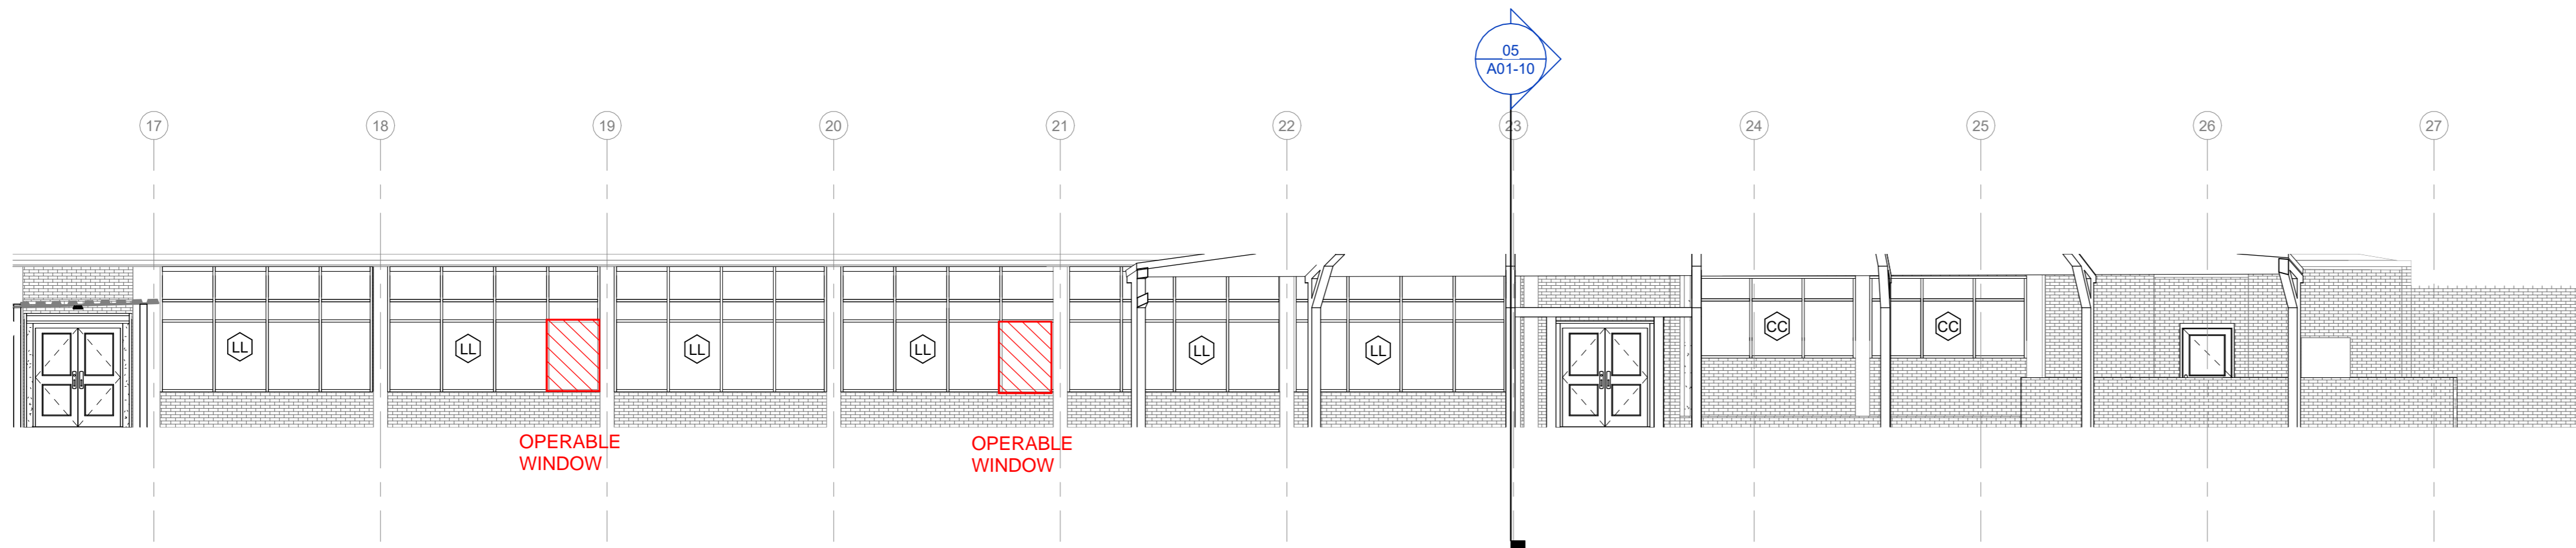 05
A01-10
17
18
19
20
21
22
23
24
25
26
27
LL
LL
LL
LL
LL
LL
CC
CC
OPERABLE
WINDOW
OPERABLE
WINDOW